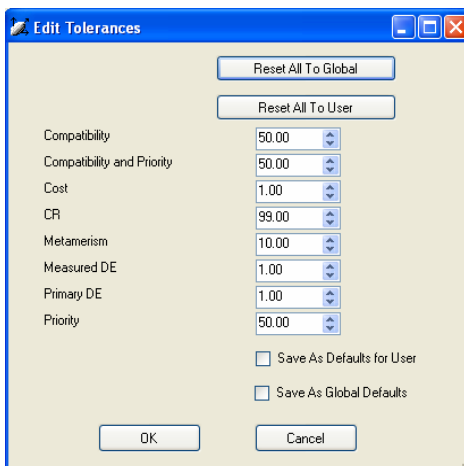 Edit Tolerances
Reset All To Global
Reset All To User
Compatibility 50.00
Compatibility and Priority 50.00
Cost 1.00
CR 99.00
Metamerism 10.00
Measured DE 1.00
Primary DE 1.00
Priority 50.00
Save As Defaults for User
Save As Global Defaults
OK Cancel